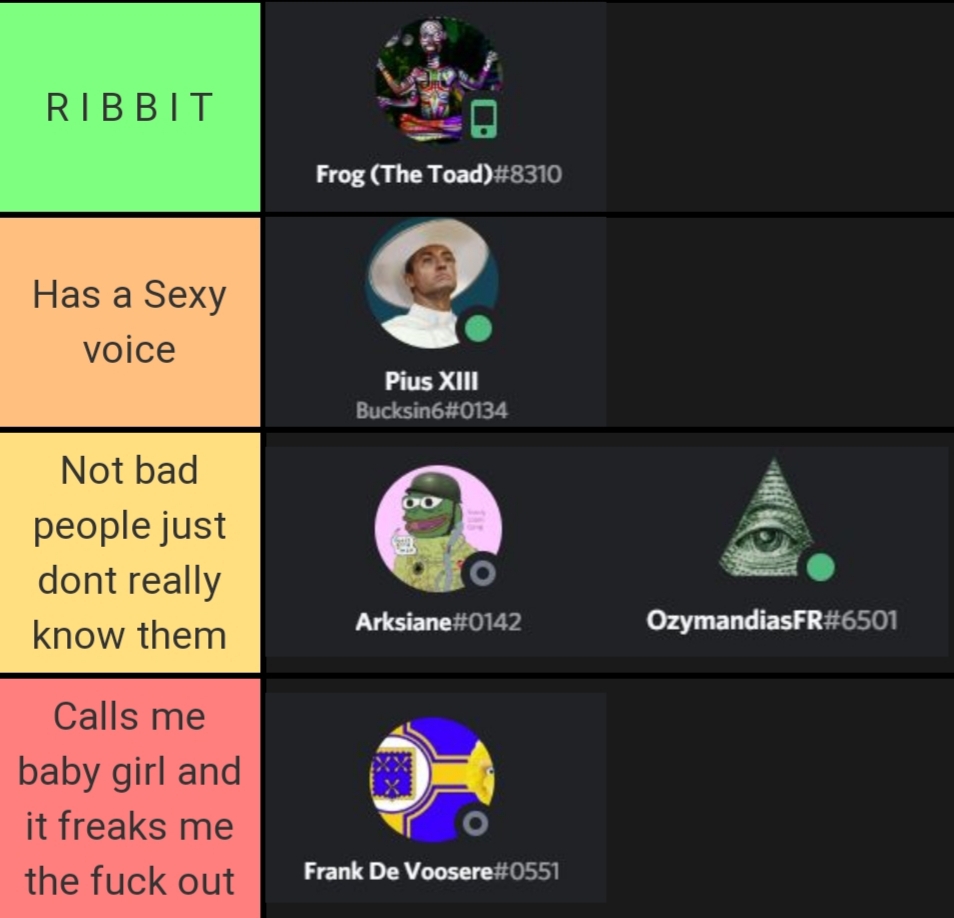 R I B B I T
Frog (The Toad)#8310
Has a Sexy
voice
Pius XIII
Bucksin6#0134
Not bad
people just
dont really
know them
Arksiane#0142
OzymandiasFR#6501
Calls me
baby girl and
it freaks me
the fuck out
Frank De Voosere#0551